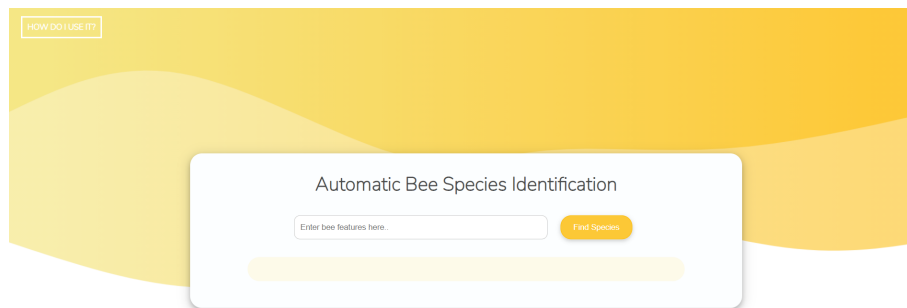 HOW DO I USE IT?
Automatic Bee Species Identification
Enter bee features here..
Find Species